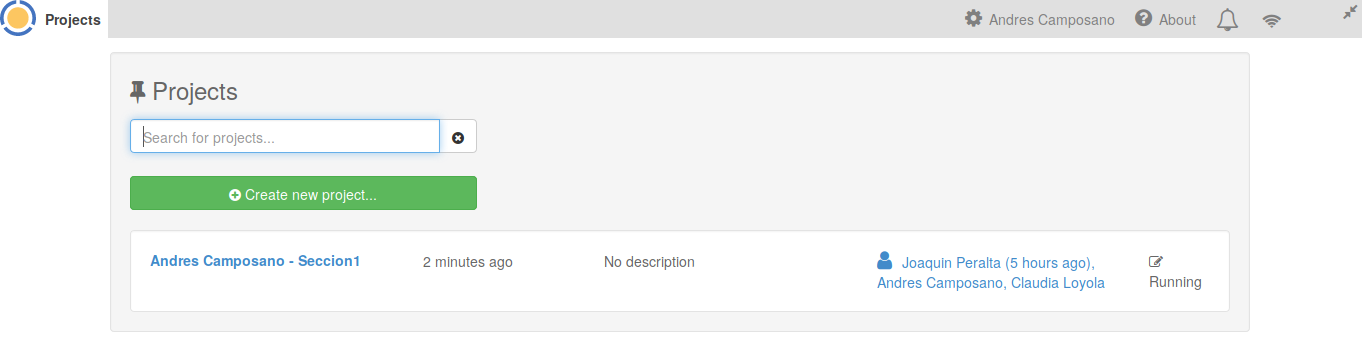 Projects Andres Camposano About
Projects
Search for projects...
Create new project...
Andres Camposano - Seccion1 2 minutes ago No description Joaquin Peralta (5 hours ago),
Andres Camposano, Claudia Loyola Running